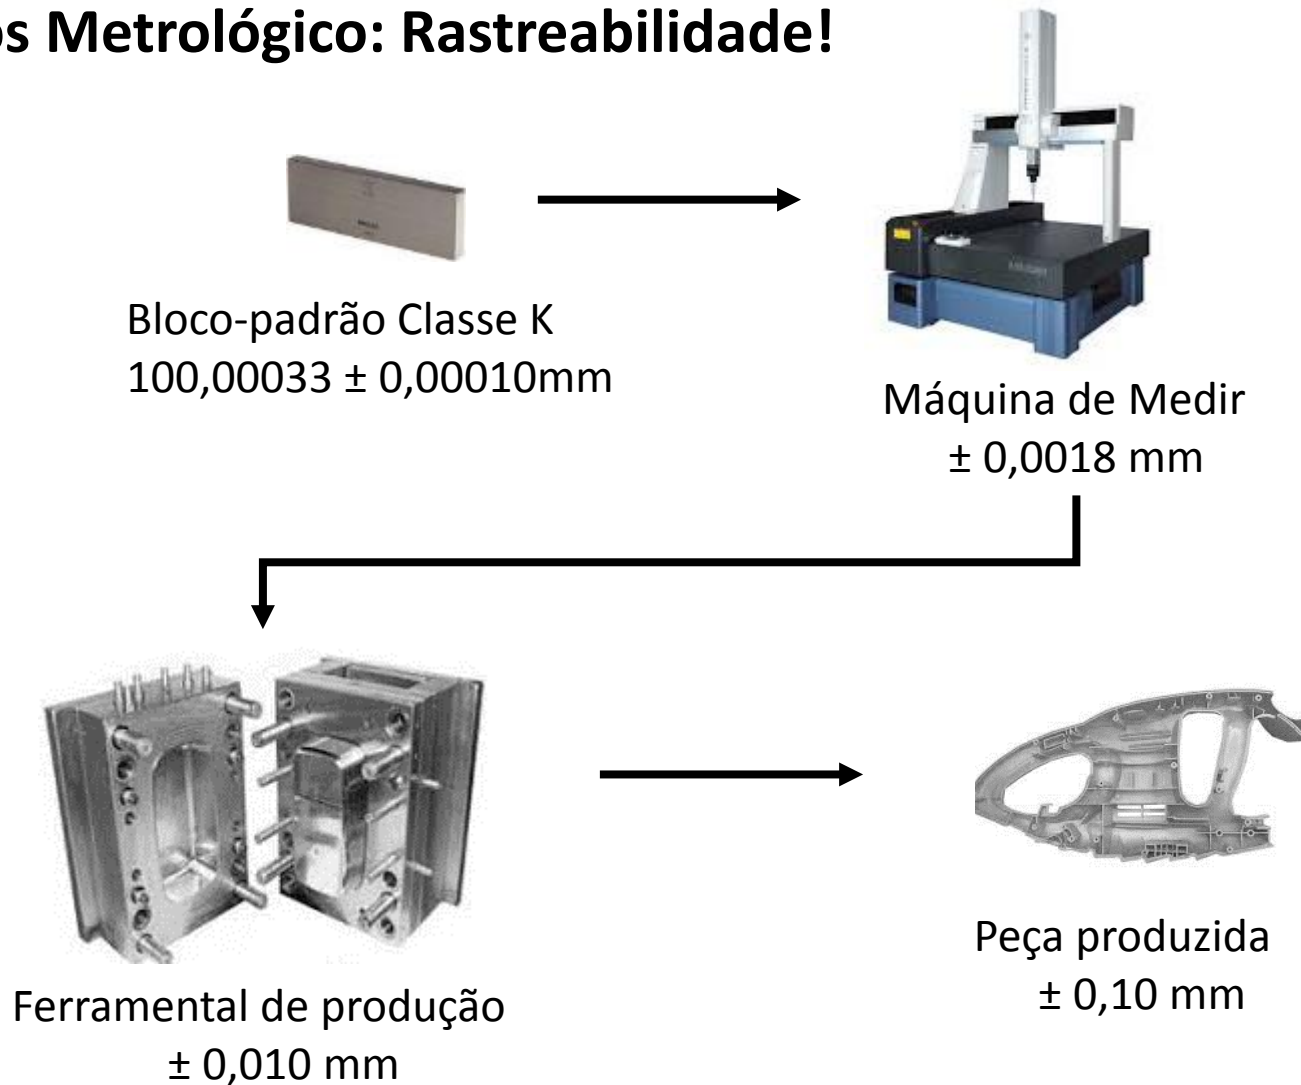 s Metrológico: Rastreabilidade!
Bloco-padrão Classe K
100,00033 ± 0,00010mm
Máquina de Medir
± 0,0018 mm
Ferramental de produção
± 0,010 mm
Peça produzida
± 0,10 mm